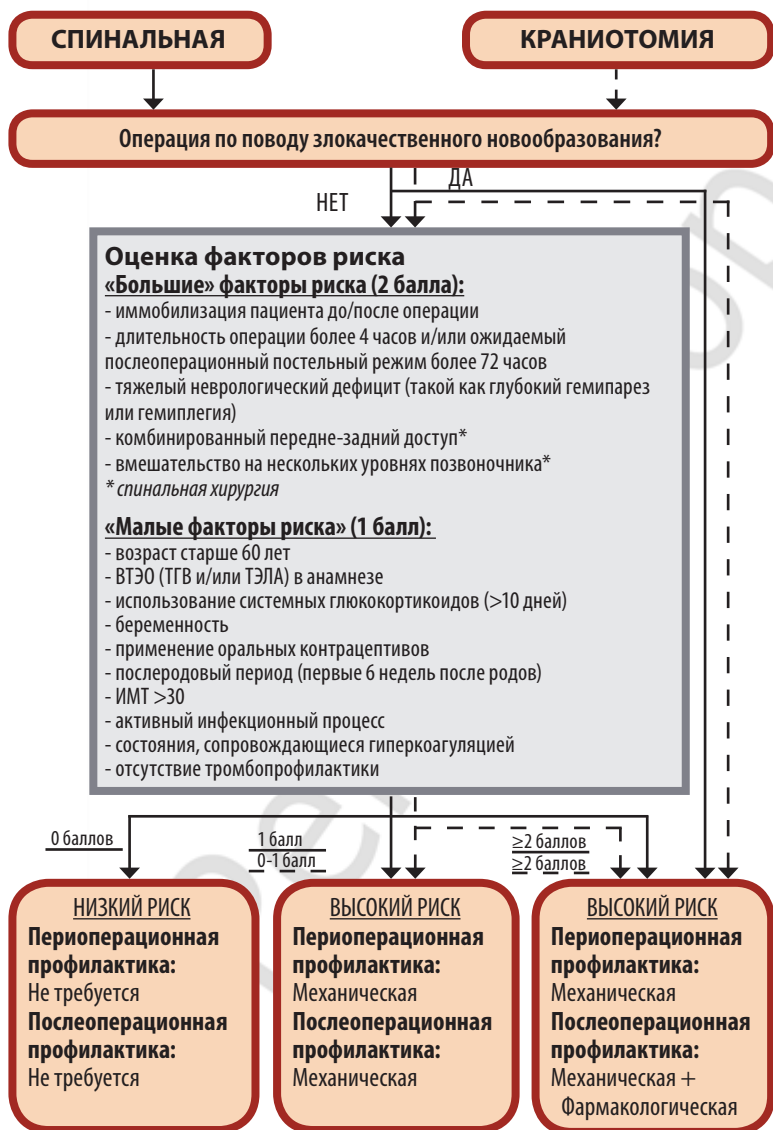 СПИНАЛЬНАЯ
КРАНИОТОМИЯ
Операция по поводу злокачественного новообразования?
ДА
НЕТ
Оценка факторов риска
«Большие» факторы риска (2 балла):
- иммобилизация пациента до/после операции
- длительность операции более 4 часов и/или ожидаемый
послеоперационный постельный режим более 72 часов
- тяжелый неврологический дефицит (такой как глубокий гемипарез
или гемиплегия)
- комбинированный передне-задний доступ*
- вмешательство на нескольких уровнях позвоночника*
* спинальная хирургия
«Малые факторы риска» (1 балл):
- возраст старше 60 лет
- ВТЭО (ТГВ и/или ТЭЛА) в анамнезе
- использование системных глюкокортикоидов (>10 дней)
- беременность
- применение оральных контрацептивов
- послеродовый период (первые 6 недель после родов)
- ИМТ >30
- активный инфекционный процесс
- состояния, сопровождающиеся гиперкоагуляцией
- отсутствие тромбопрофилактики
0 баллов
1 балл
0-1 балл
≥2 баллов
≥2 баллов
НИЗКИЙ РИСК
Периоперационная
профилактика:
Не требуется
Послеоперационная
профилактика:
Не требуется
ВЫСОКИЙ РИСК
Периоперационная
профилактика:
Механическая
Послеоперационная
профилактика:
Механическая
ВЫСОКИЙ РИСК
Периоперационная
профилактика:
Механическая
Послеоперационная
профилактика:
Механическая +
Фармакологическая